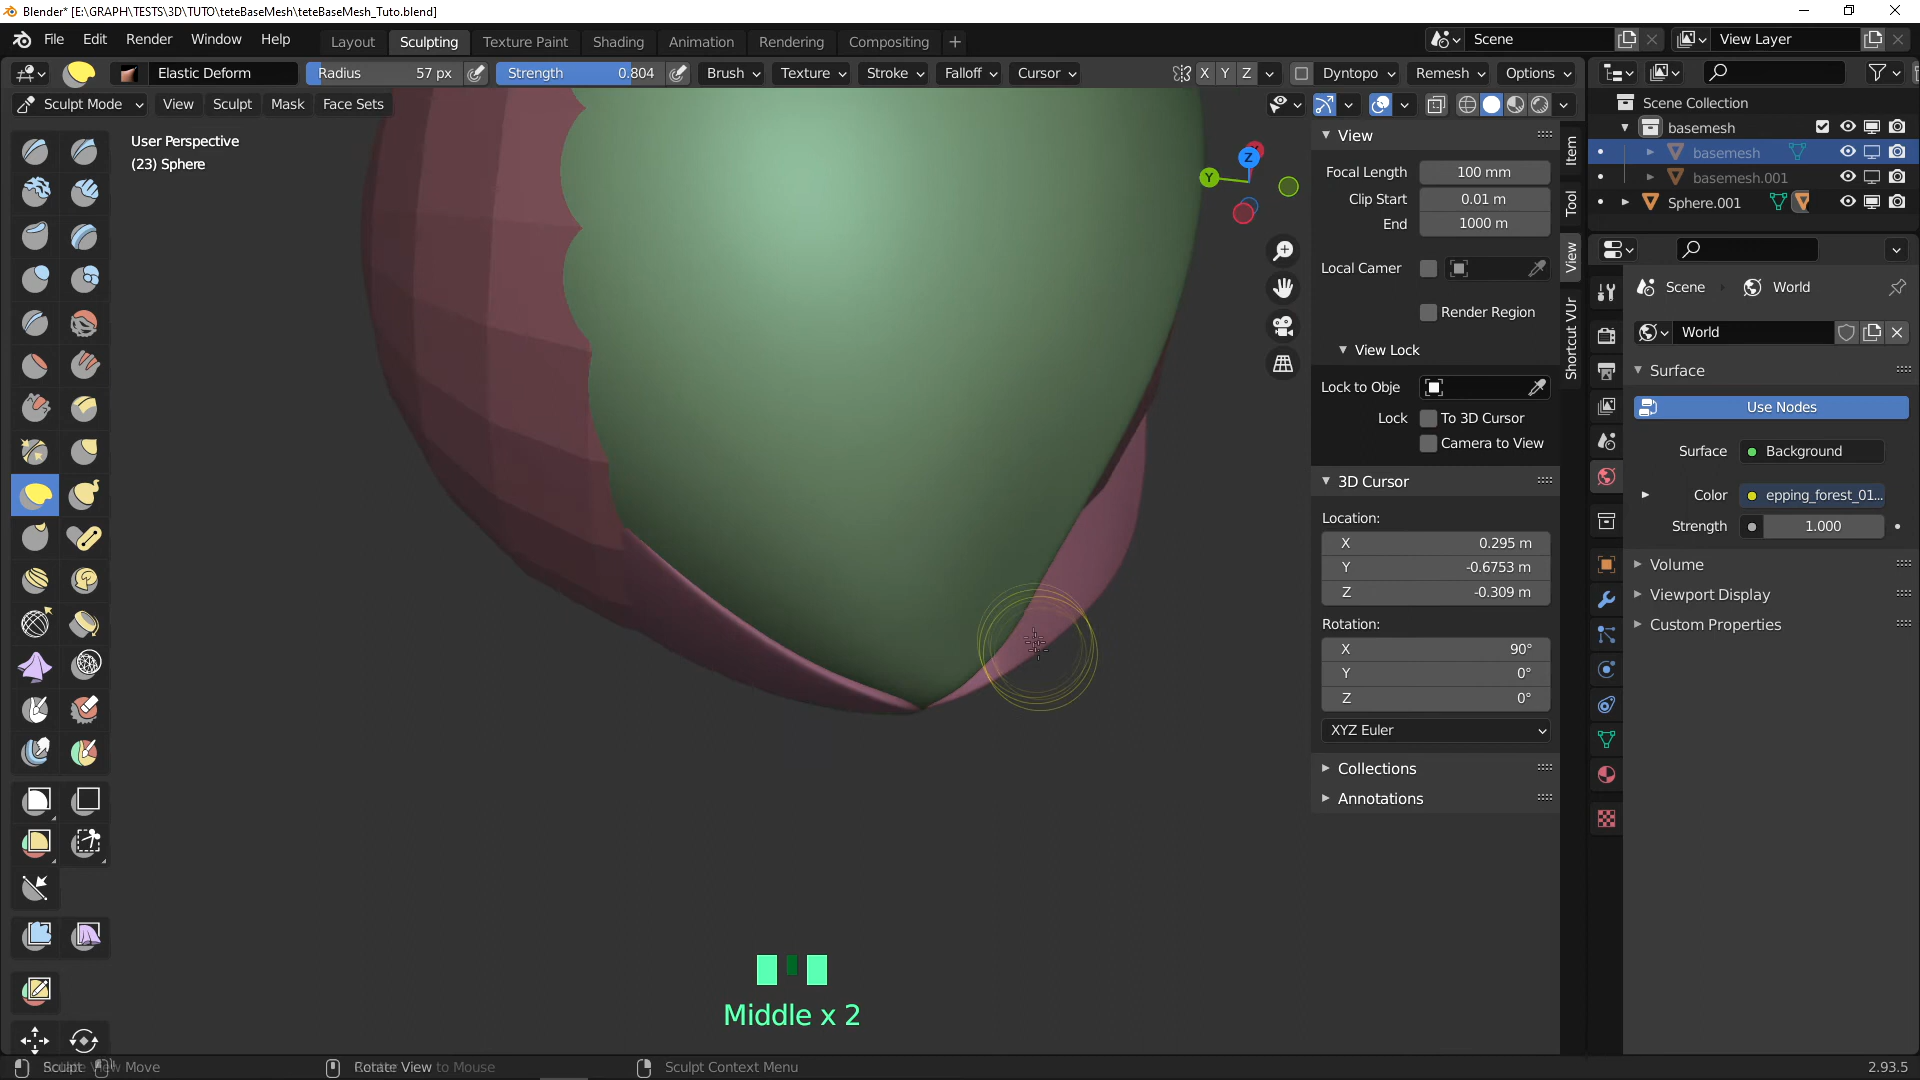 Blender* [E:\GRAPH\TESTS\3D\TUTO\teteBaseMesh\teteBaseMesh_Tuto.blend]
File Edit Render Window Help Layout Sculpting Texture Paint Shading Animation Rendering Compositing + Scene View Layer
Elastic Deform Radius 57 px Strength 0.804 Brush Texture Stroke Falloff Cursor X Y Z Dyntopo Remesh Options
Sculpt Mode View Sculpt Mask Face Sets
User Perspective
(23) Sphere
Z
Y
View
Focal Length 100 mm
Clip Start 0.01 m
End 1000 m
Local Camer
Render Region
View Lock
Lock to Obje
Lock To 3D Cursor
Camera to View
3D Cursor
Location:
X 0.295 m
Y -0.6753 m
Z -0.309 m
Rotation:
X 90°
Y 0°
Z 0°
XYZ Euler
Collections
Annotations
Item
Tool
View
Shortcut VUr
Scene Collection
basemesh
basemesh
basemesh.001
Sphere.001
Scene World
World
Surface
Use Nodes
Surface Background
Color epping_forest_01...
Strength 1.000
Volume
Viewport Display
Custom Properties
Middle x 2
Sculpt Move Rotate View to Mouse Sculpt Context Menu 2.93.5